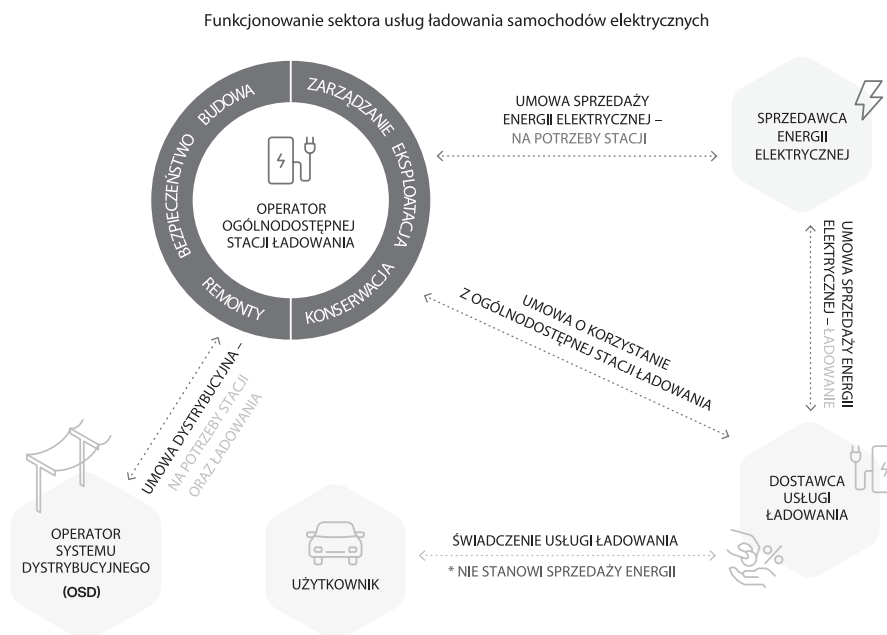 Funkcjonowanie sektora usług ładowania samochodów elektrycznych
BUDOWA
ZARZĄDZANIE
EKSPLOATACJA
KONSERWACJA
REMONTY
BEZPIECZEŃSTWO
OPERATOR
OGÓLNODOSTĘPNEJ
STACJI ŁADOWANIA
UMOWA SPRZEDAŻY
ENERGII ELEKTRYCZNEJ –
NA POTRZEBY STACJI
SPRZEDAWCA
ENERGII
ELEKTRYCZNEJ
UMOWA SPRZEDAŻY ENERGII
ELEKTRYCZNEJ – ŁADOWANIE
UMOWA O KORZYSTANIE
Z OGÓLNODOSTĘPNEJ STACJI ŁADOWANIA
UMOWA DYSTRYBUCYJNA –
NA POTRZEBY STACJI
ORAZ ŁADOWANIA
OPERATOR
SYSTEMU
DYSTRYBUCYJNEGO
(OSD)
UŻYTKOWNIK
ŚWIADCZENIE USŁUGI ŁADOWANIA
* NIE STANOWI SPRZEDAŻY ENERGII
DOSTAWCA
USŁUGI
ŁADOWANIA
%